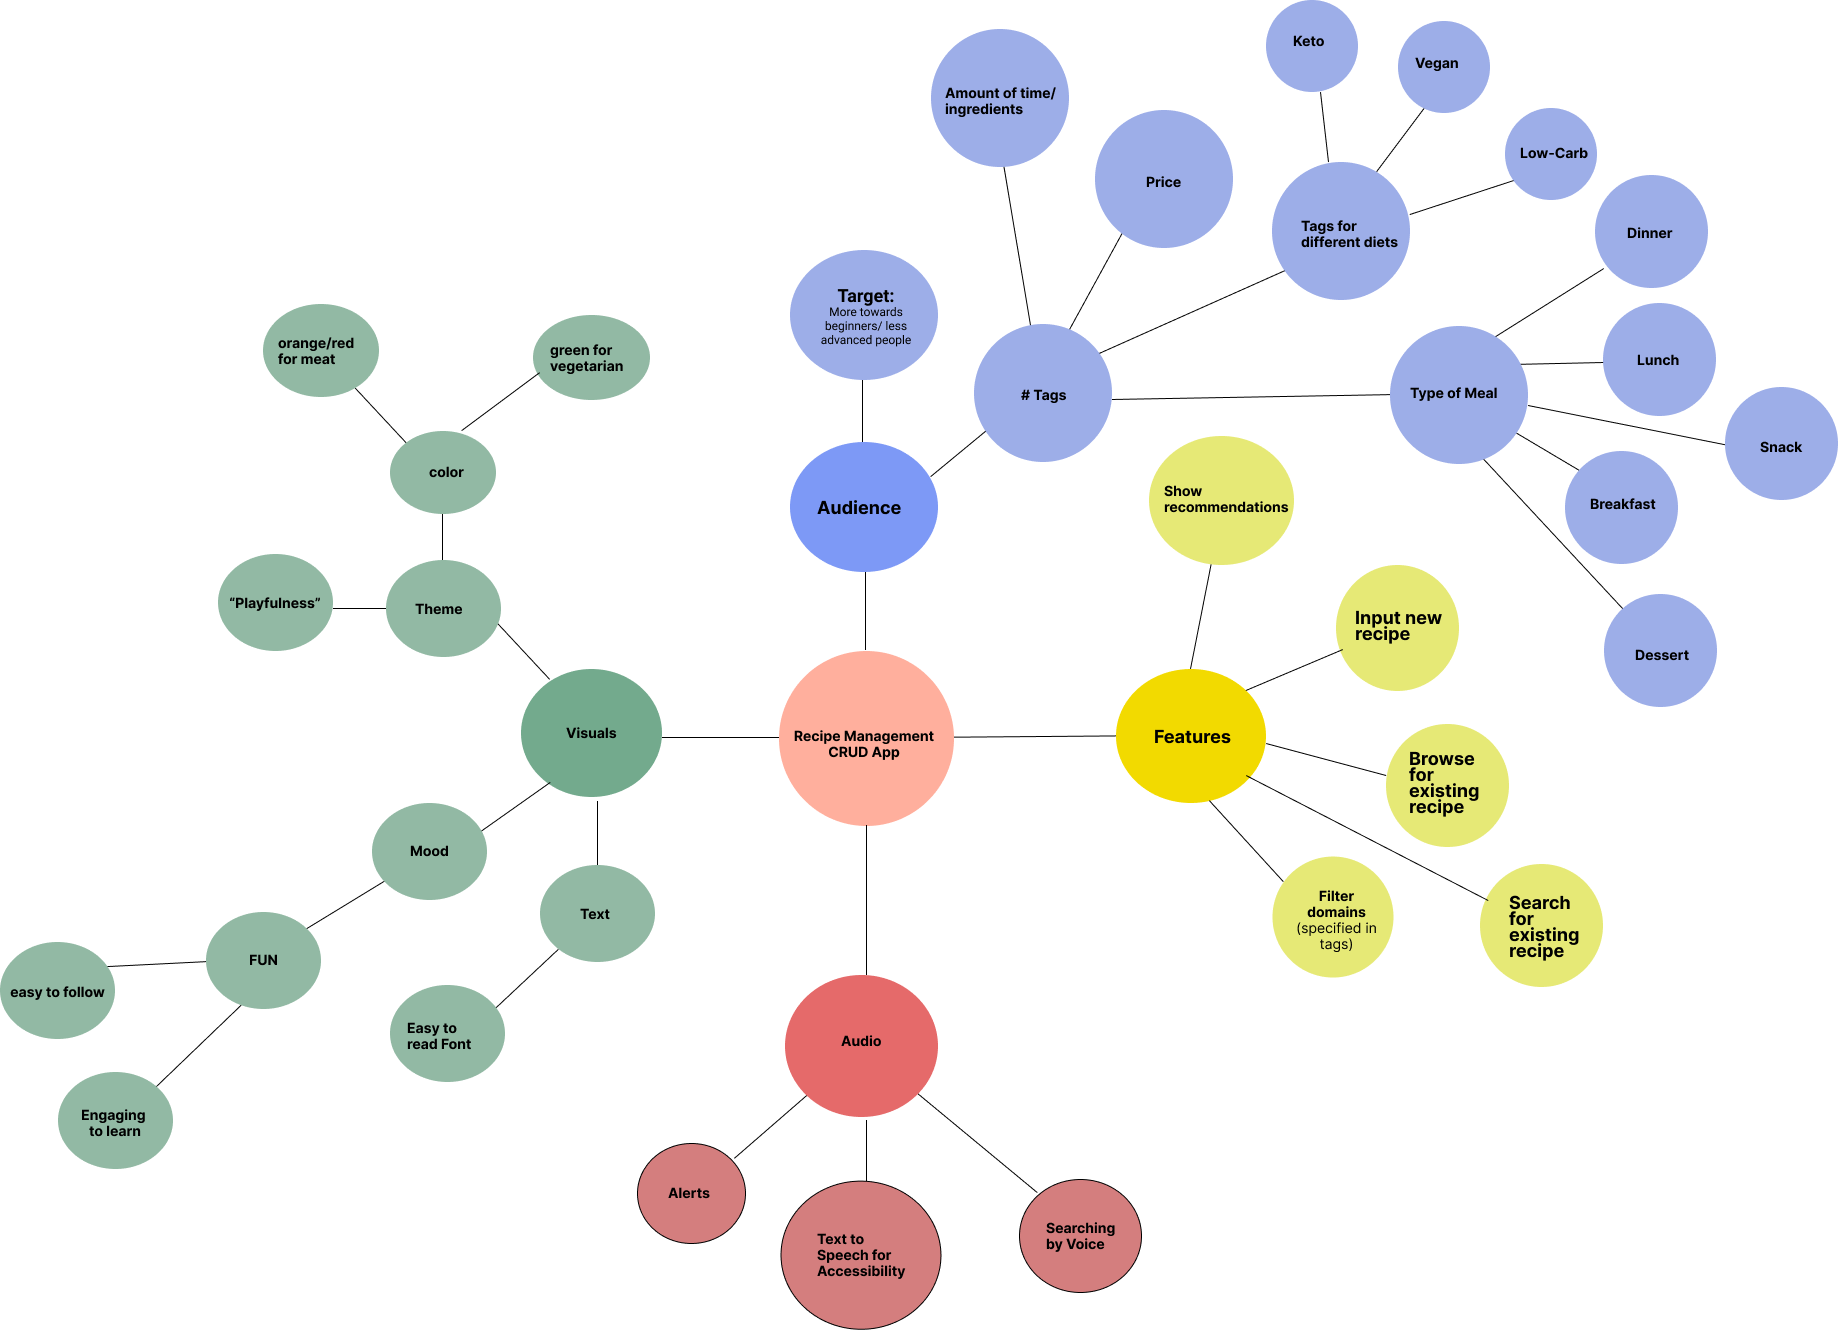 Keto
Vegan
Amount of time/
ingredients
Low-Carb
Price
Tags for
different diets
Dinner
Target:
More towards
beginners/ less
advanced people
orange/red
for meat
green for
vegetarian
Lunch
# Tags
Type of Meal
Snack
color
Audience
Show
recommendations
Breakfast
"Playfulness"
Theme
Input new
recipe
Dessert
Visuals
Recipe Management
CRUD App
Features
Browse
for
existing
recipe
Mood
Text
Filter
domains
(specified in
tags)
Search
for
existing
recipe
FUN
easy to follow
Easy to
read Font
Audio
Engaging
to learn
Alerts
Text to
Speech for
Accessibility
Searching
by Voice